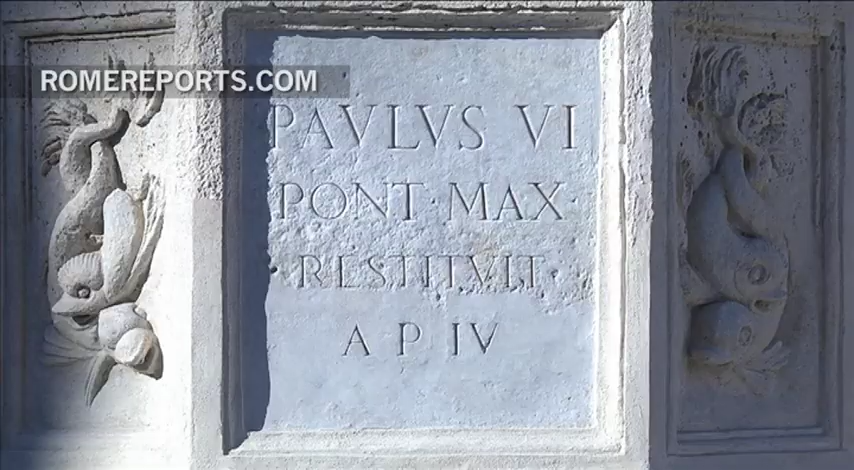 ROMEREPORTS.COM
PAVLVS VI
PONT·MAX·
RESTITVIT·
A P IV